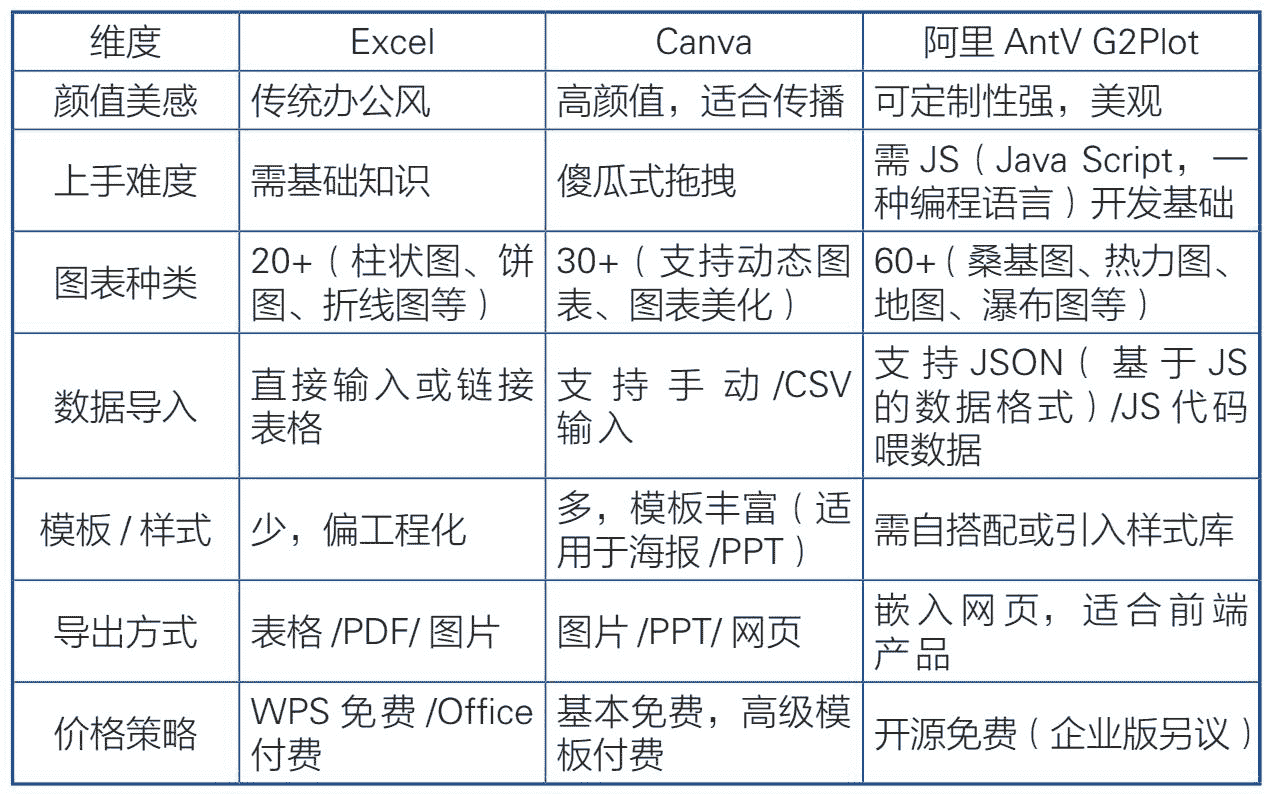 维度 Excel Canva 阿里 AntV G2Plot
颜值美感 传统办公风 高颜值，适合传播 可定制性强，美观
上手难度 需基础知识 傻瓜式拖拽 需 JS（Java Script，一
种编程语言）开发基础
图表种类 20+（柱状图、饼
图、折线图等） 30+（支持动态图
表、图表美化） 60+（桑基图、热力图、
地图、瀑布图等）
数据导入 直接输入或链接
表格 支持手动 /CSV
输入 支持 JSON（基于 JS
的数据格式）/JS 代码
喂数据
模板 / 样式 少，偏工程化 多，模板丰富（适
用于海报 /PPT） 需自搭配或引入样式库
导出方式 表格 /PDF/ 图片 图片 /PPT/ 网页 嵌入网页，适合前端
产品
价格策略 WPS 免费 /Office
付费 基本免费，高级模
板付费 开源免费（企业版另议）